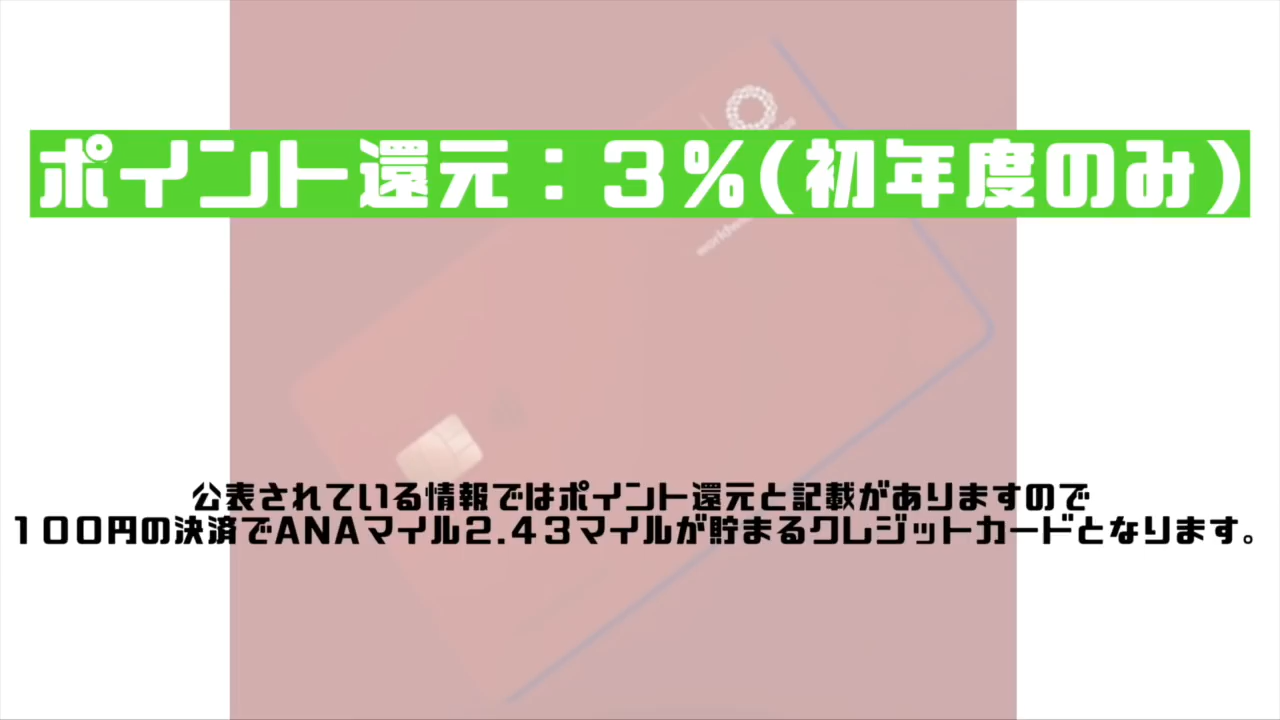 ポイント還元：３％(初年度のみ)
公表されている情報ではポイント還元と記載がありますので
１００円の決済でANAマイル２.４３マイルが貯まるクレジットカードとなります。